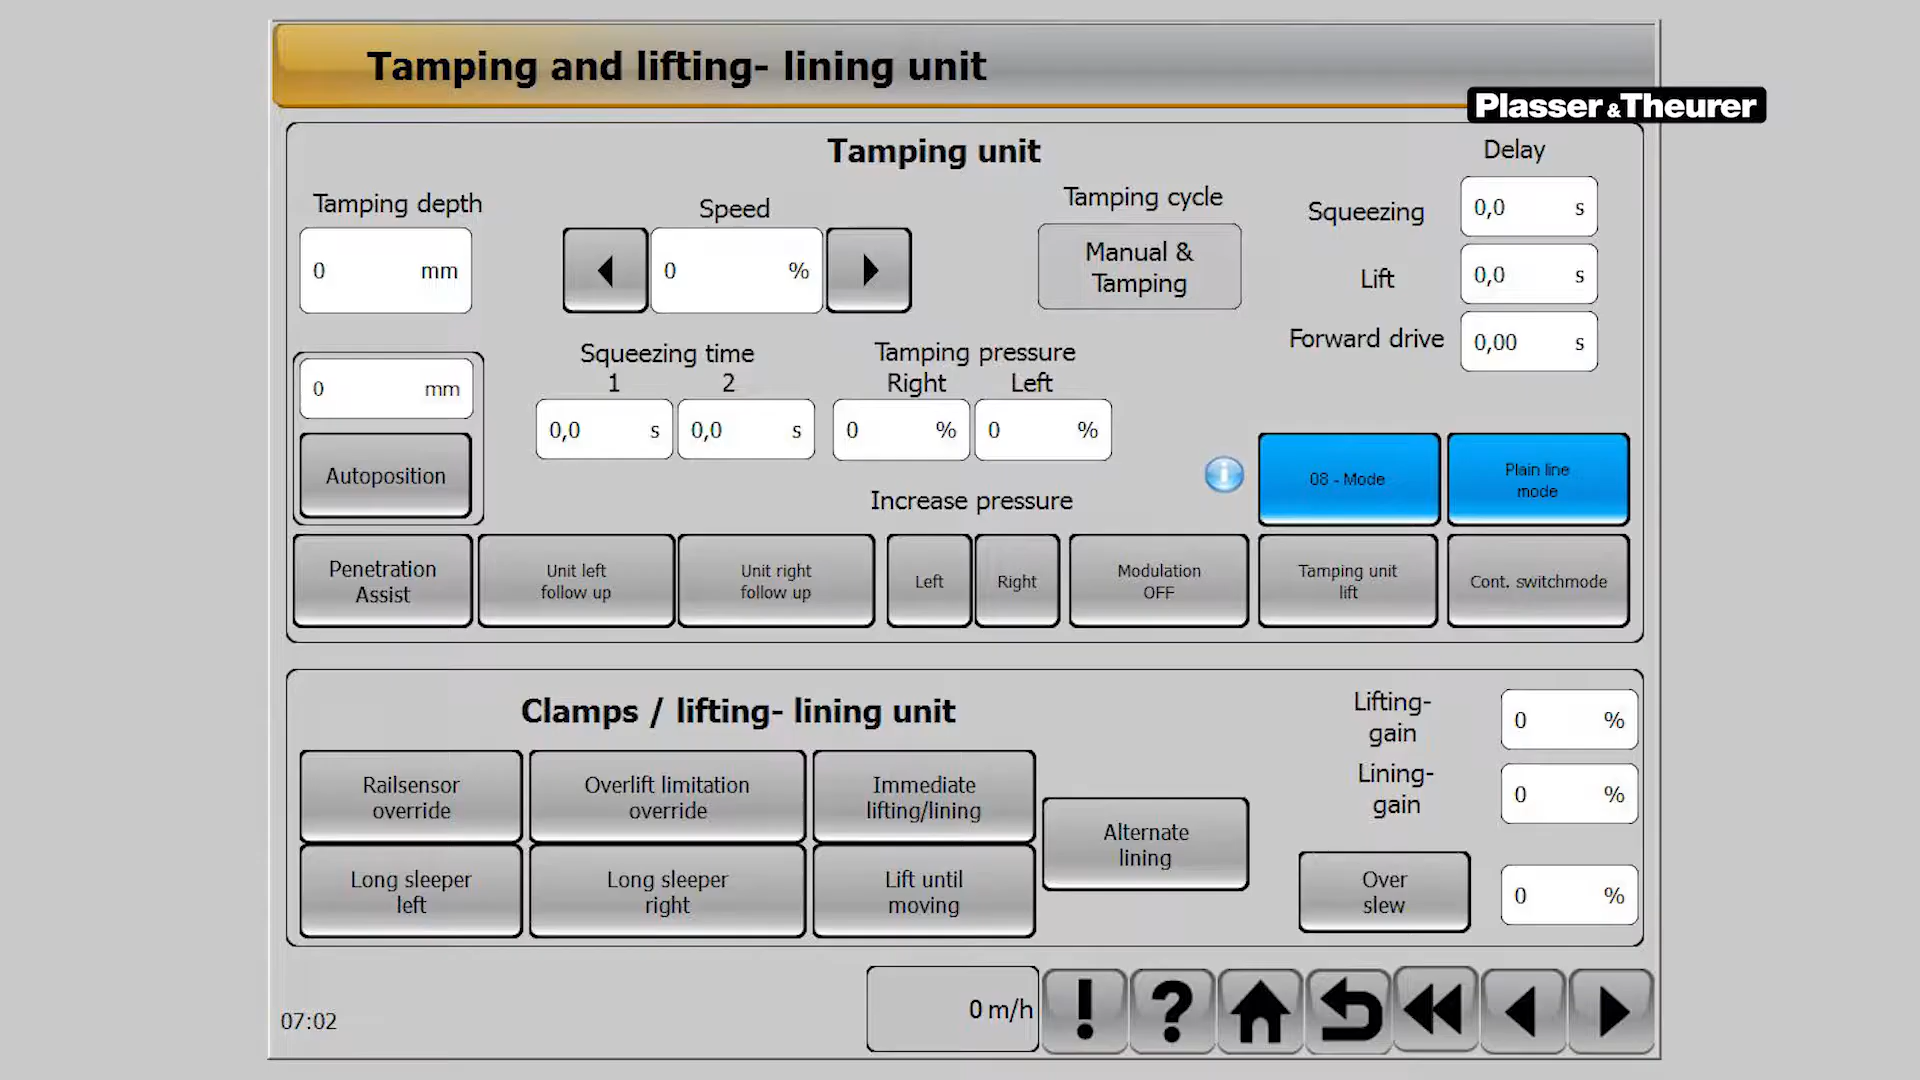 Tamping and lifting- lining unit
Plasser&Theurer
Tamping unit
Delay
Tamping depth
0 mm
Speed
0 %
Tamping cycle
Manual &
Tamping
Squeezing
0,0 s
Lift
0,0 s
Forward drive
0,00 s
0 mm
Autoposition
Squeezing time
1 2
0,0 s
0,0 s
Tamping pressure
Right Left
0 %
0 %
Increase pressure
08 - Mode
Plain line
mode
Penetration
Assist
Unit left
follow up
Unit right
follow up
Left
Right
Modulation
OFF
Tamping unit
lift
Cont. switchmode
Clamps / lifting- lining unit
Lifting-
gain
0 %
Lining-
gain
0 %
Railsensor
override
Overlift limitation
override
Immediate
lifting/lining
Alternate
lining
Long sleeper
left
Long sleeper
right
Lift until
moving
Over
slew
0 %
07:02
0 m/h
! ?